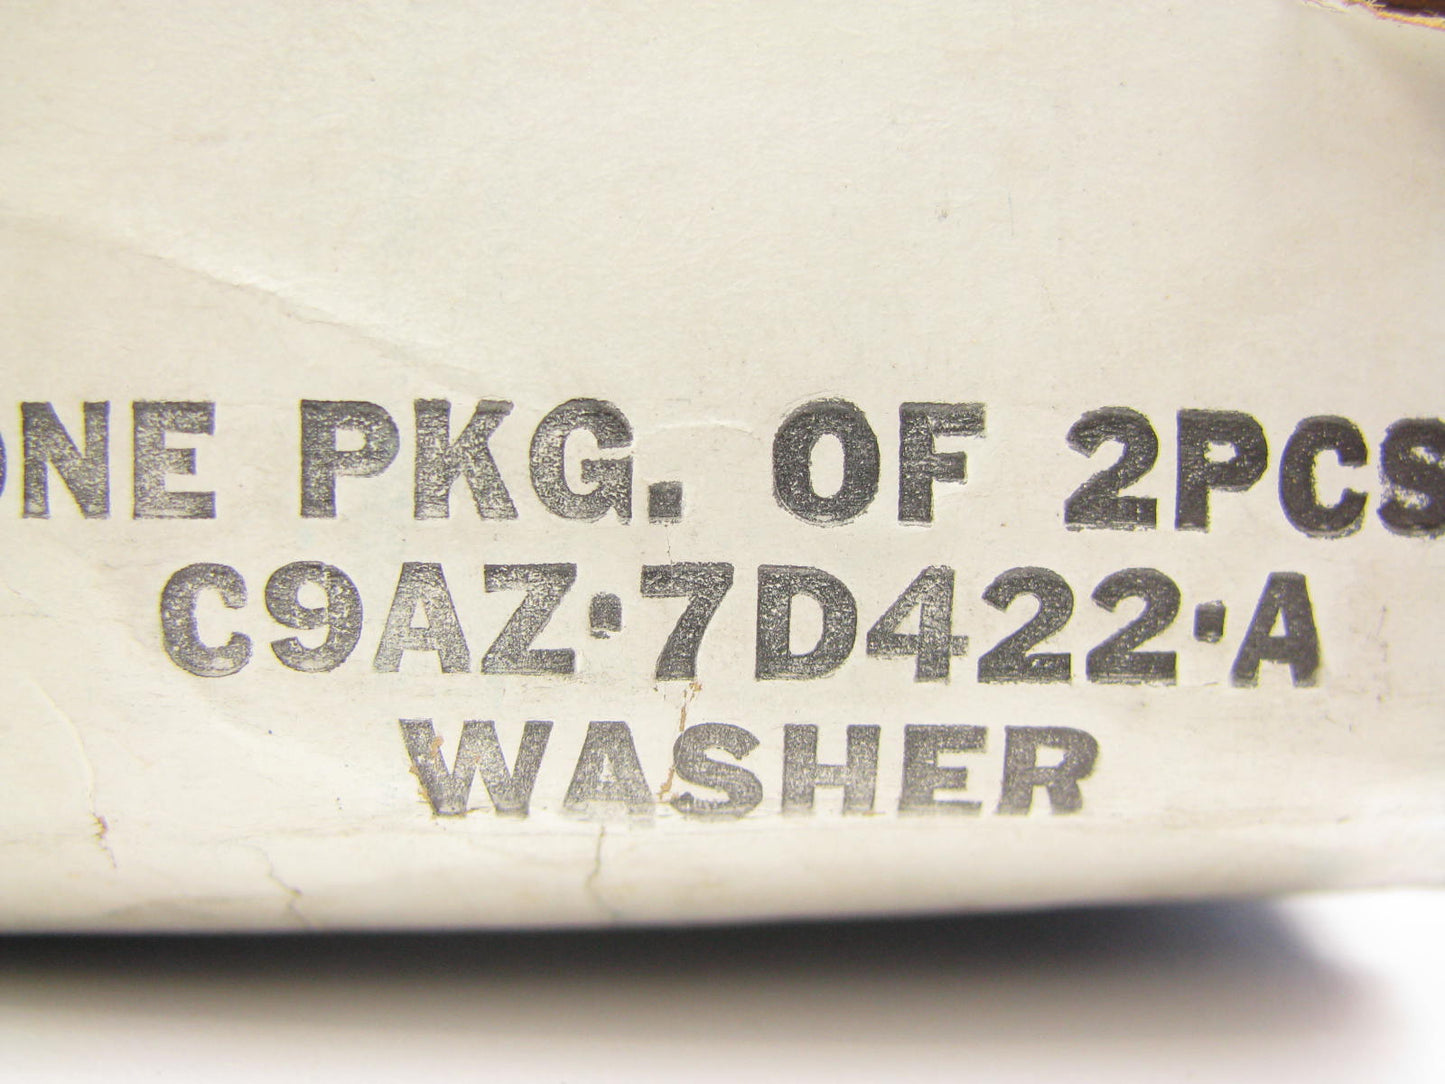 ONE PKG. OF 2PCS
C9AZ·7D422·A
WASHER